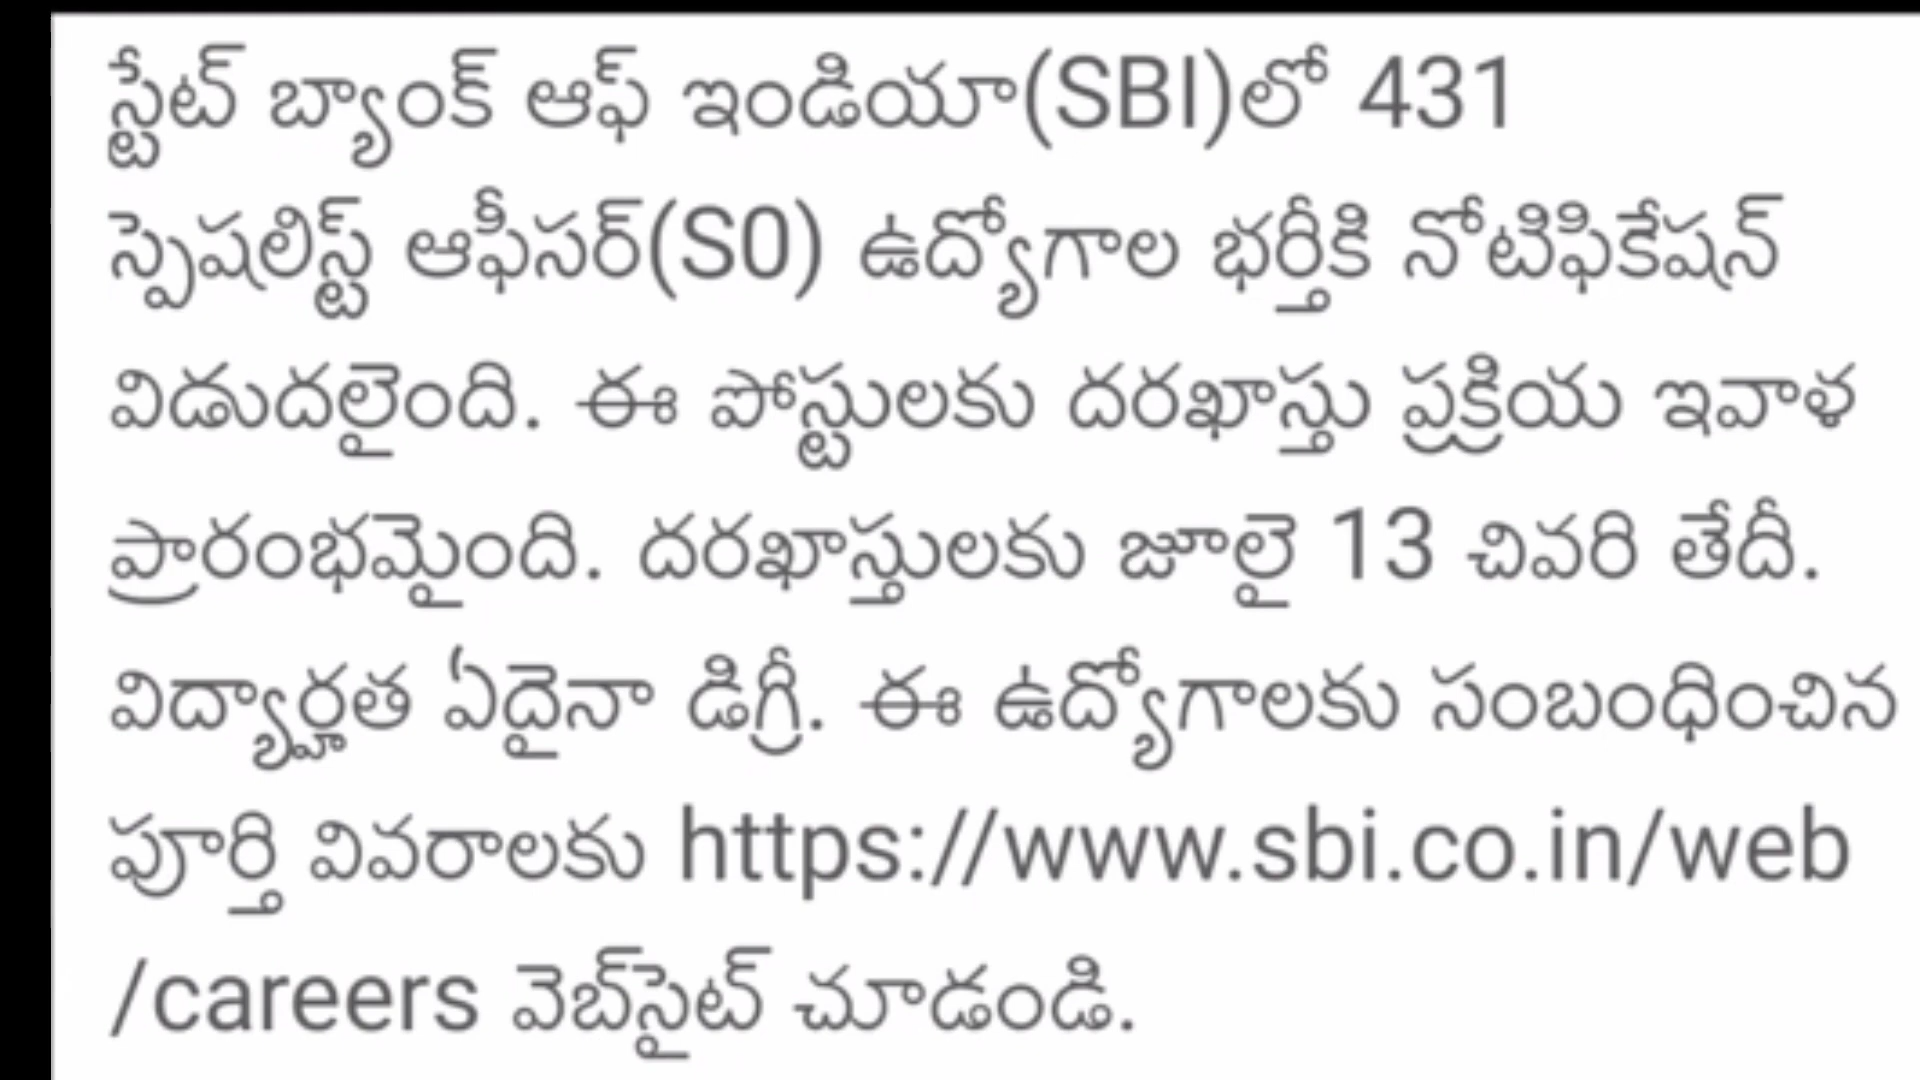 స్టేట్ బ్యాంక్ ఆఫ్ ఇండియా(SBI)లో 431
స్పెషలిస్ట్ ఆఫీసర్(S0) ఉద్యోగాల భర్తీకి నోటిఫికేషన్
విడుదలైంది. ఈ పోస్టులకు దరఖాస్తు ప్రక్రియ ఇవాళ
ప్రారంభమైంది. దరఖాస్తులకు జూలై 13 చివరి తేదీ.
విద్యార్హత ఏదైనా డిగ్రీ. ఈ ఉద్యోగాలకు సంబంధించిన
పూర్తి వివరాలకు https://www.sbi.co.in/web
/careers వెబ్‌సైట్ చూడండి.